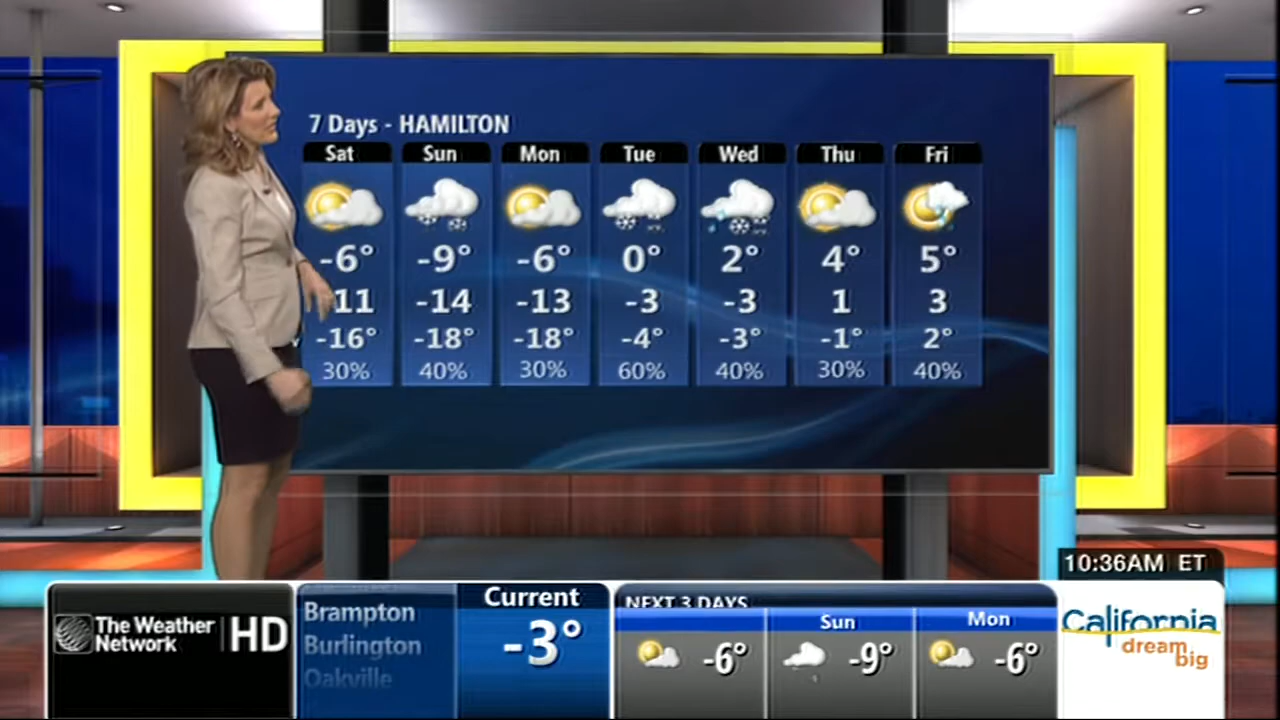 7 Days - HAMILTON
Sat Sun Mon Tue Wed Thu Fri
-6° -9° -6° 0° 2° 4° 5°
11 -14 -13 -3 -3 1 3
-16° -18° -18° -4° -3° -1° 2°
30% 40% 30% 60% 40% 30% 40%
10:36AM ET
The Weather
Network HD
Brampton
Burlington
Oakville
Current
-3°
NEXT 3 DAYS
Sun Mon
-6° -9° -6°
California
dream
big